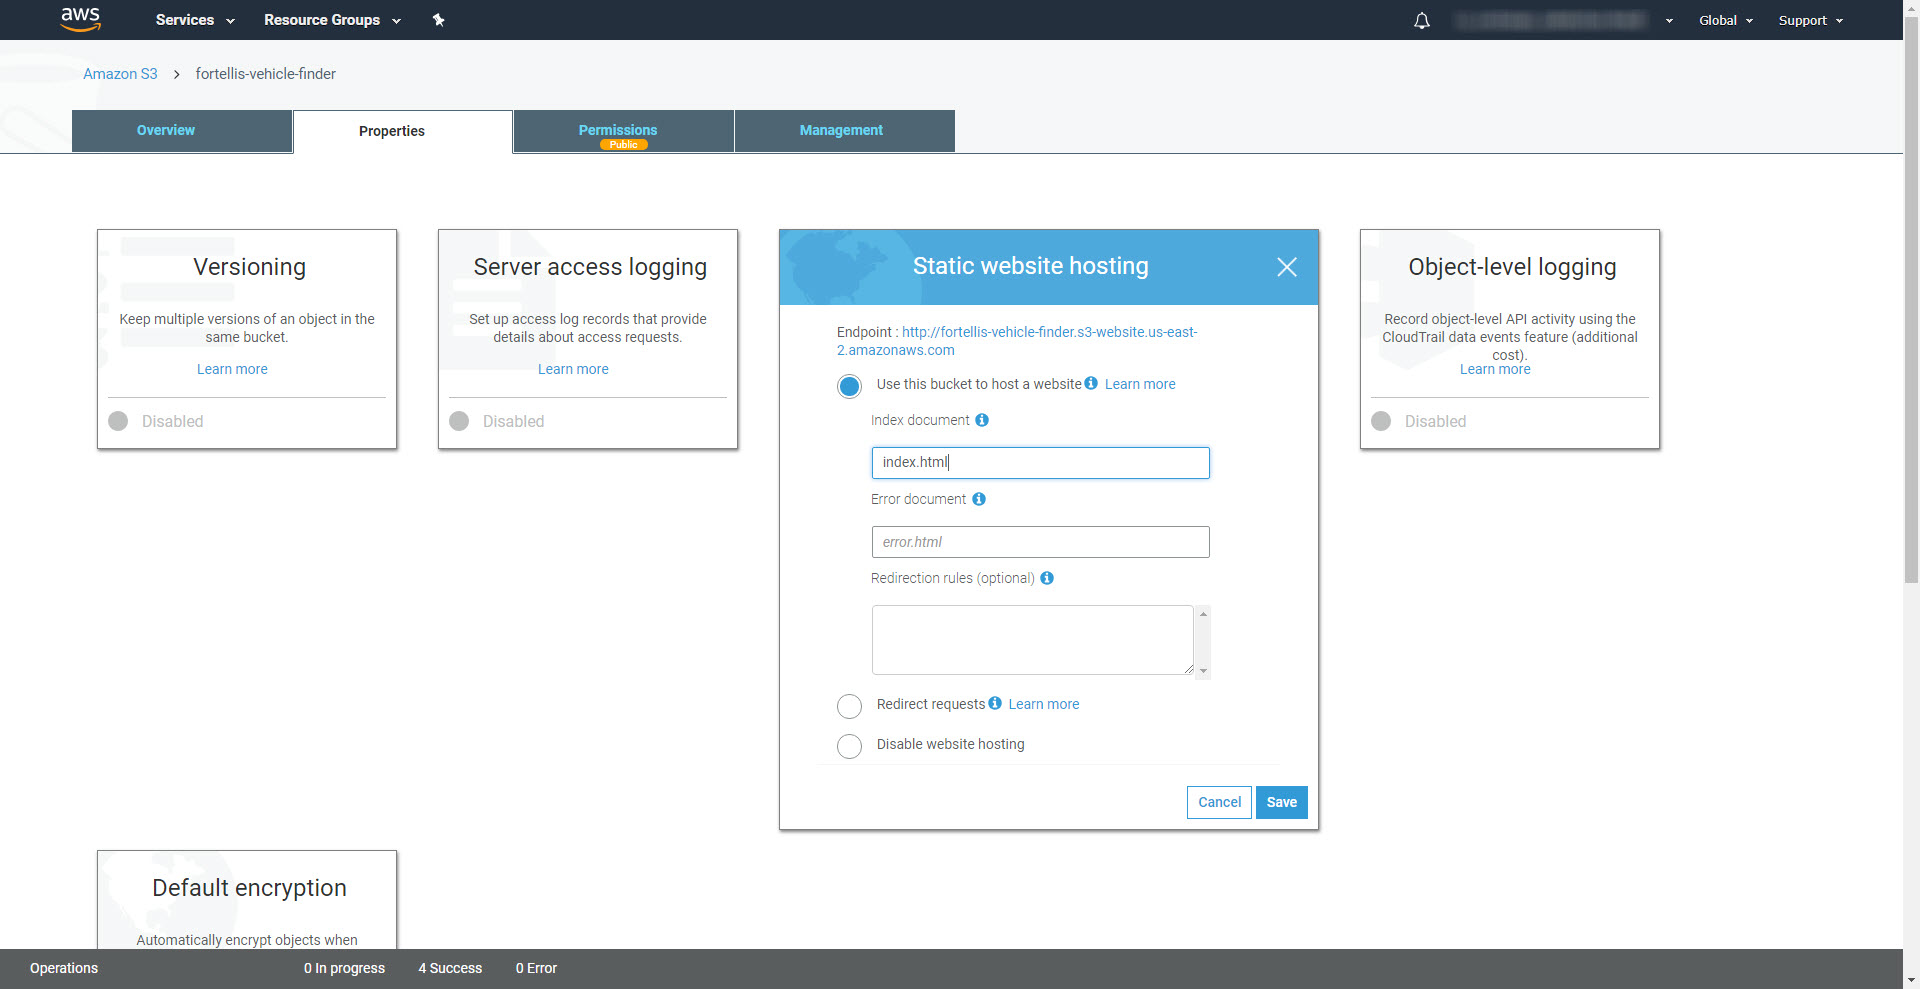 aws
Services
Resource Groups
Global
Support
Amazon S3
fortellis-vehicle-finder
Overview
Properties
Permissions
Public
Management
Versioning
Keep multiple versions of an object in the
same bucket.
Learn more
Disabled
Server access logging
Set up access log records that provide
details about access requests.
Learn more
Disabled
Static website hosting
Endpoint : http://fortellis-vehicle-finder.s3-website.us-east-
2.amazonaws.com
Use this bucket to host a website Learn more
Index document
index.html
Error document
error.html
Redirection rules (optional)
Redirect requests Learn more
Disable website hosting
Cancel
Save
Object-level logging
Record object-level API activity using the
CloudTrail data events feature (additional
cost).
Learn more
Disabled
Default encryption
Automatically encrypt objects when
Operations
0 In progress
4 Success
0 Error